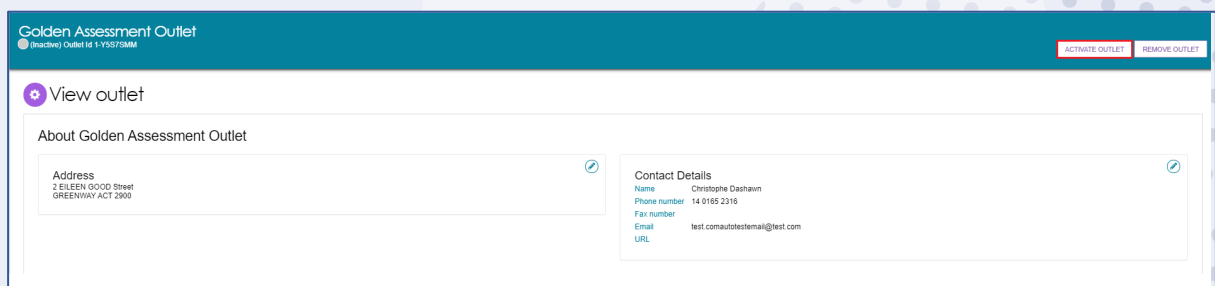 Golden Assessment Outlet
(Inactive) Outlet Id 1-Y5S7SMM
ACTIVATE OUTLET
REMOVE OUTLET
View outlet
About Golden Assessment Outlet
Address
2 EILEEN GOOD Street
GREENWAY ACT 2900
Contact Details
Name Christophe Dashawn
Phone number 14 0165 2316
Fax number
Email test.comautotestemail@test.com
URL